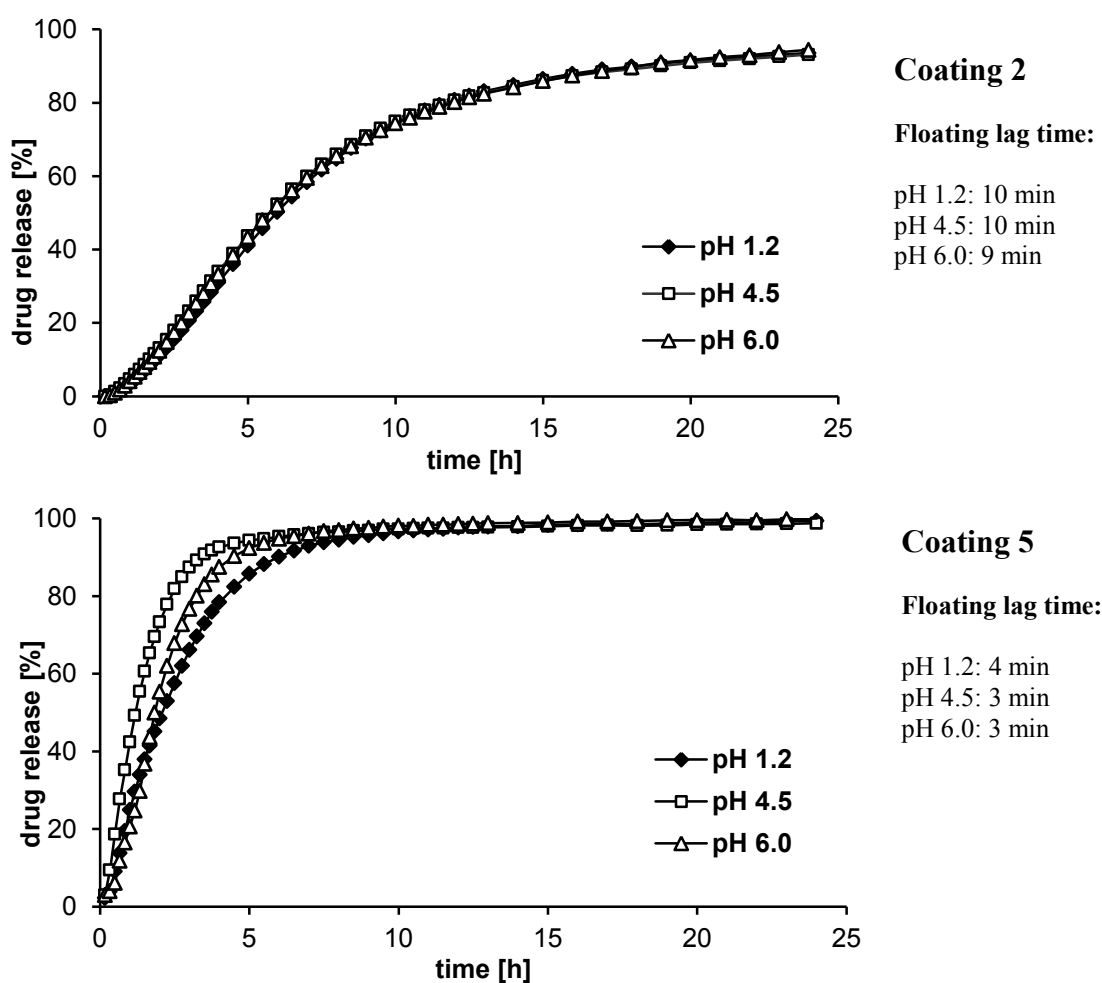 100
80
60
40
20
0
drug release [%]
0 5 10 15 20 25
time [h]
pH 1.2
pH 4.5
pH 6.0
Coating 2
Floating lag time:
pH 1.2: 10 min
pH 4.5: 10 min
pH 6.0: 9 min
100
80
60
40
20
0
drug release [%]
0 5 10 15 20 25
time [h]
pH 1.2
pH 4.5
pH 6.0
Coating 5
Floating lag time:
pH 1.2: 4 min
pH 4.5: 3 min
pH 6.0: 3 min